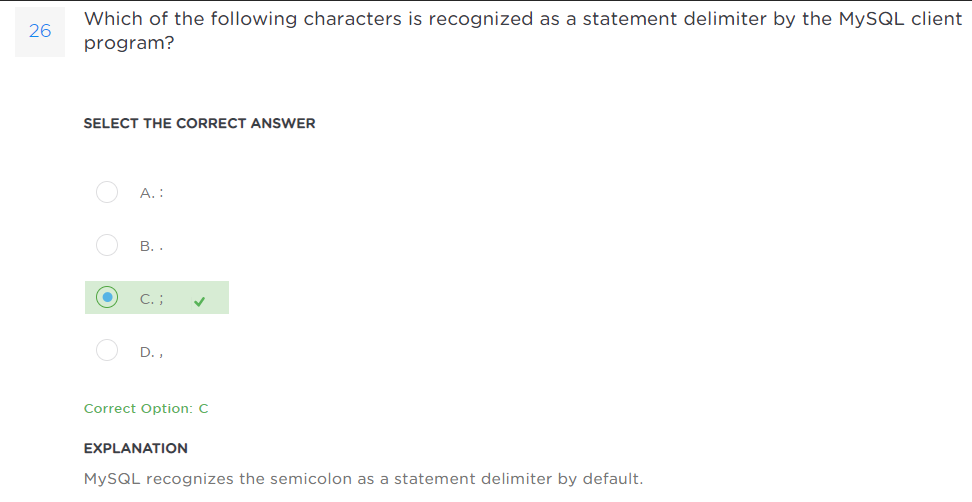 26
Which of the following characters is recognized as a statement delimiter by the MySQL client
program?
SELECT THE CORRECT ANSWER
A. :
B. .
C. ;
D. ,
Correct Option: C
EXPLANATION
MySQL recognizes the semicolon as a statement delimiter by default.